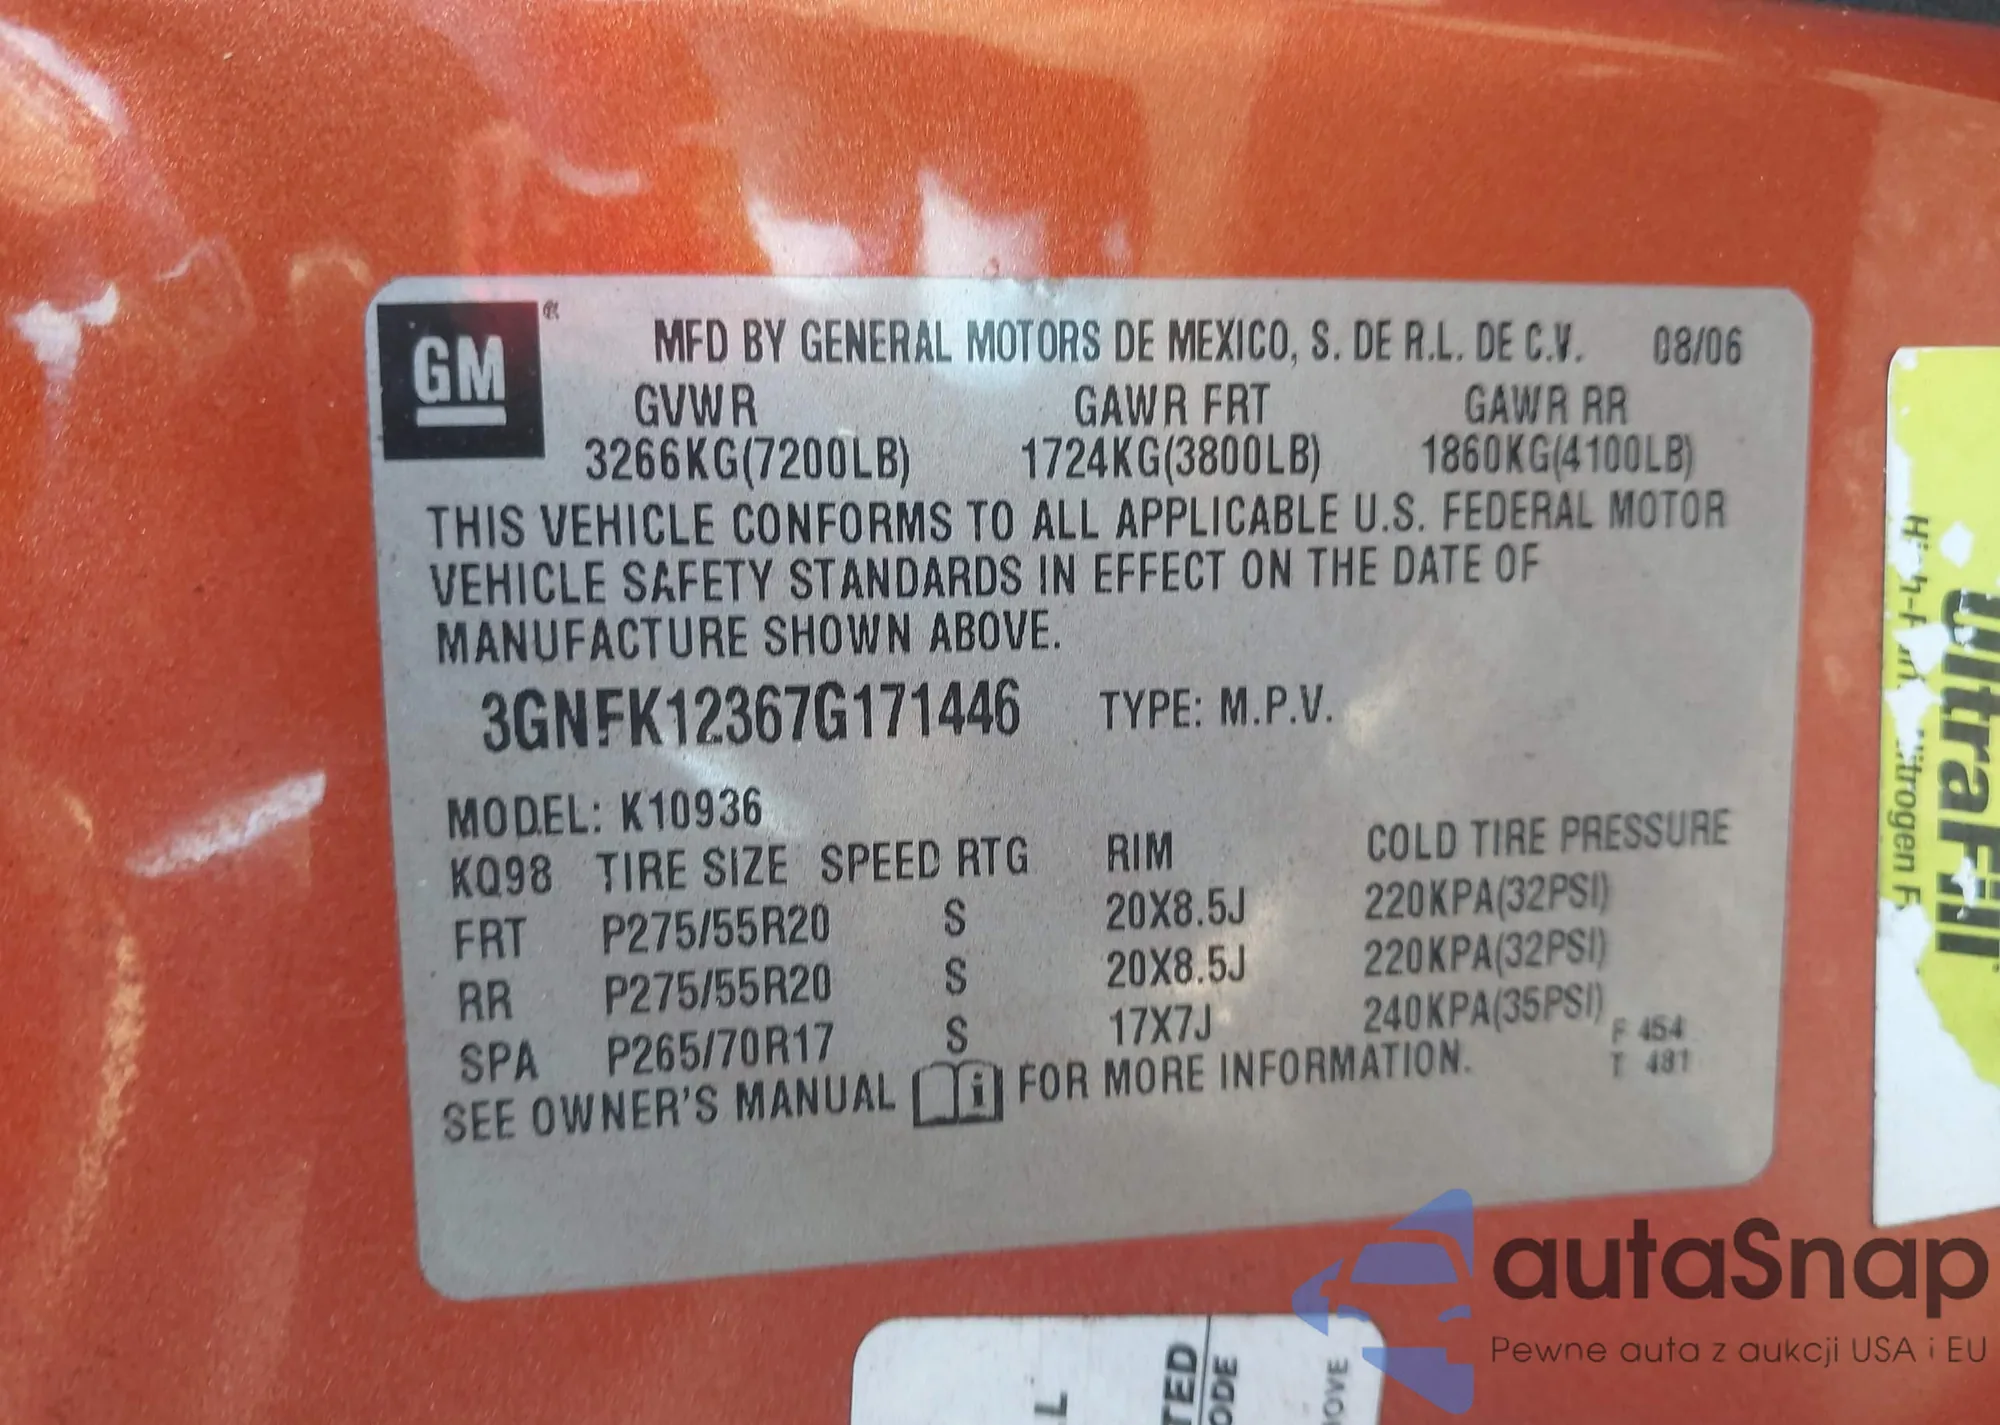 GM
MFD BY GENERAL MOTORS DE MEXICO, S. DE R.L. DE C.V. 08/06
GVWR GAWR FRT GAWR RR
3266KG(7200LB) 1724KG(3800LB) 1860KG(4100LB)
THIS VEHICLE CONFORMS TO ALL APPLICABLE U.S. FEDERAL MOTOR
VEHICLE SAFETY STANDARDS IN EFFECT ON THE DATE OF
MANUFACTURE SHOWN ABOVE.
3GNFK12367G171446 TYPE: M.P.V.
MODEL: K10936
KQ98 TIRE SIZE SPEED RTG RIM COLD TIRE PRESSURE
FRT P275/55R20 S 20X8.5J 220KPA(32PSI)
RR P275/55R20 S 20X8.5J 220KPA(32PSI)
SPA P265/70R17 S 17X7J 240KPA(35PSI)
F 454
T 481
SEE OWNER'S MANUAL i FOR MORE INFORMATION.
UltraFill
autaSnap
Pewne auta z aukcji USA i EU